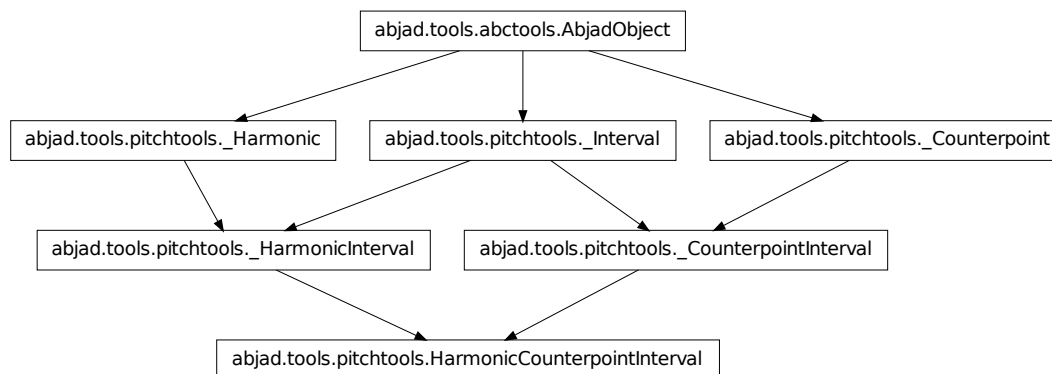 abjad.tools.abctools.AbjadObject
abjad.tools.pitchtools._Harmonic
abjad.tools.pitchtools._Interval
abjad.tools.pitchtools._Counterpoint
abjad.tools.pitchtools._HarmonicInterval
abjad.tools.pitchtools._CounterpointInterval
abjad.tools.pitchtools.HarmonicCounterpointInterval